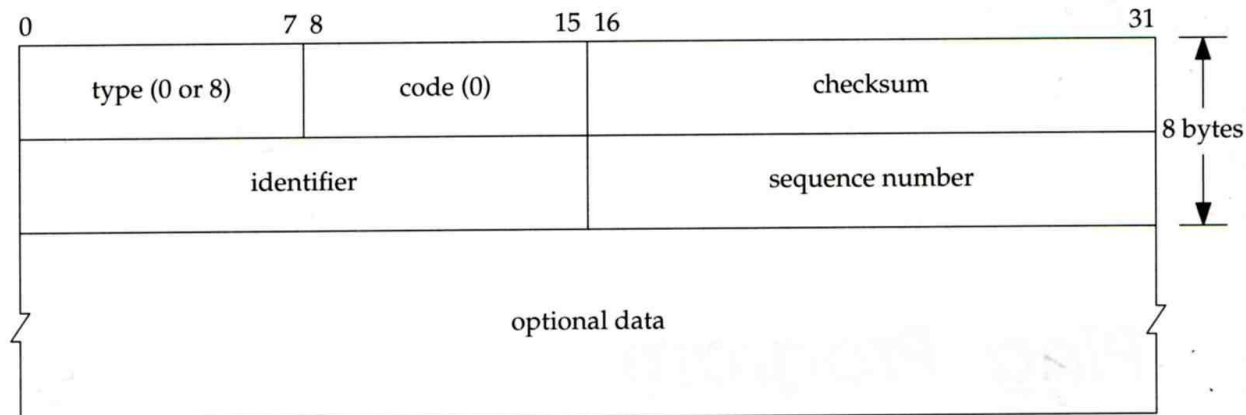 0 7 8 15 16 31
type (0 or 8) code (0) checksum
8 bytes
identifier sequence number
optional data